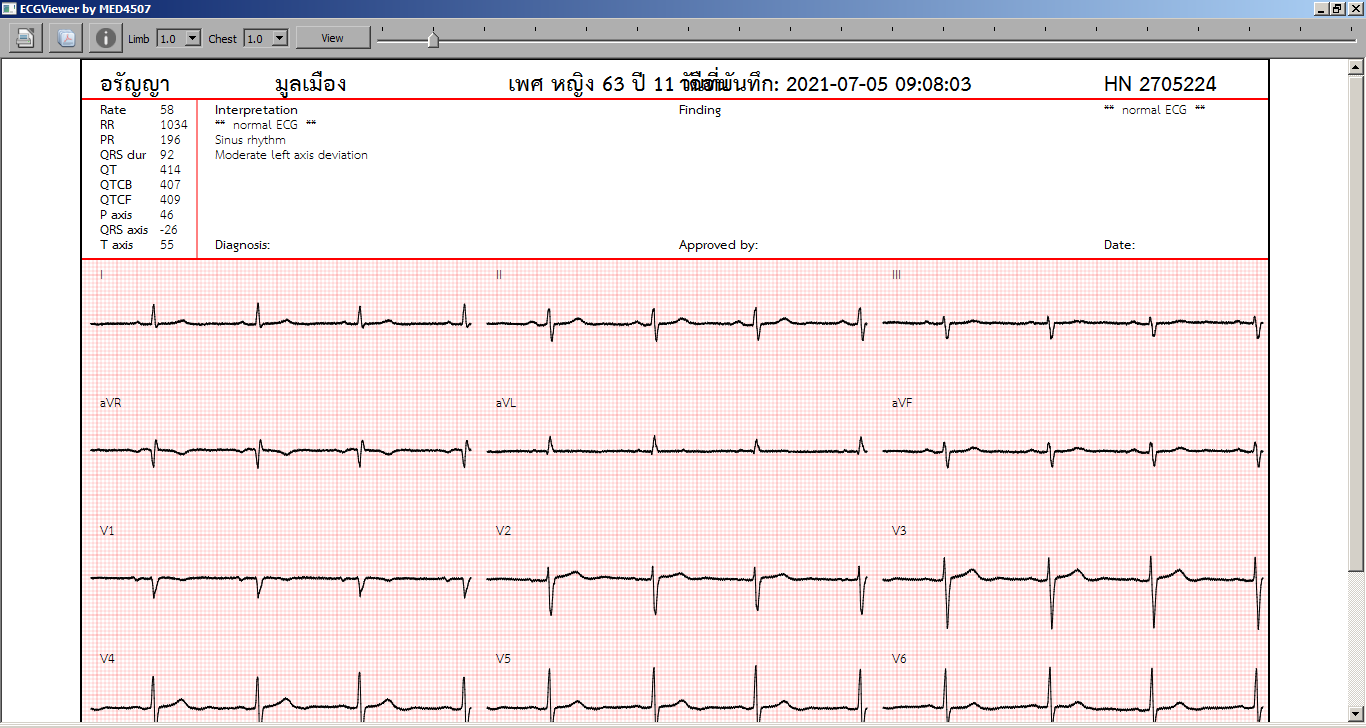 ECGViewer by MED4507
Limb 1.0 Chest 1.0 View
อรัญญา มูลเมือง เพศ หญิง 63 ปี 11 เดือน วันที่บันทึก: 2021-07-05 09:08:03 HN 2705224
Rate 58 Interpretation Finding ** normal ECG **
RR 1034 ** normal ECG **
PR 196 Sinus rhythm
QRS dur 92 Moderate left axis deviation
QT 414
QTCB 407
QTCF 409
P axis 46
QRS axis -26
T axis 55 Diagnosis: Approved by: Date:
I II III
aVR aVL aVF
V1 V2 V3
V4 V5 V6